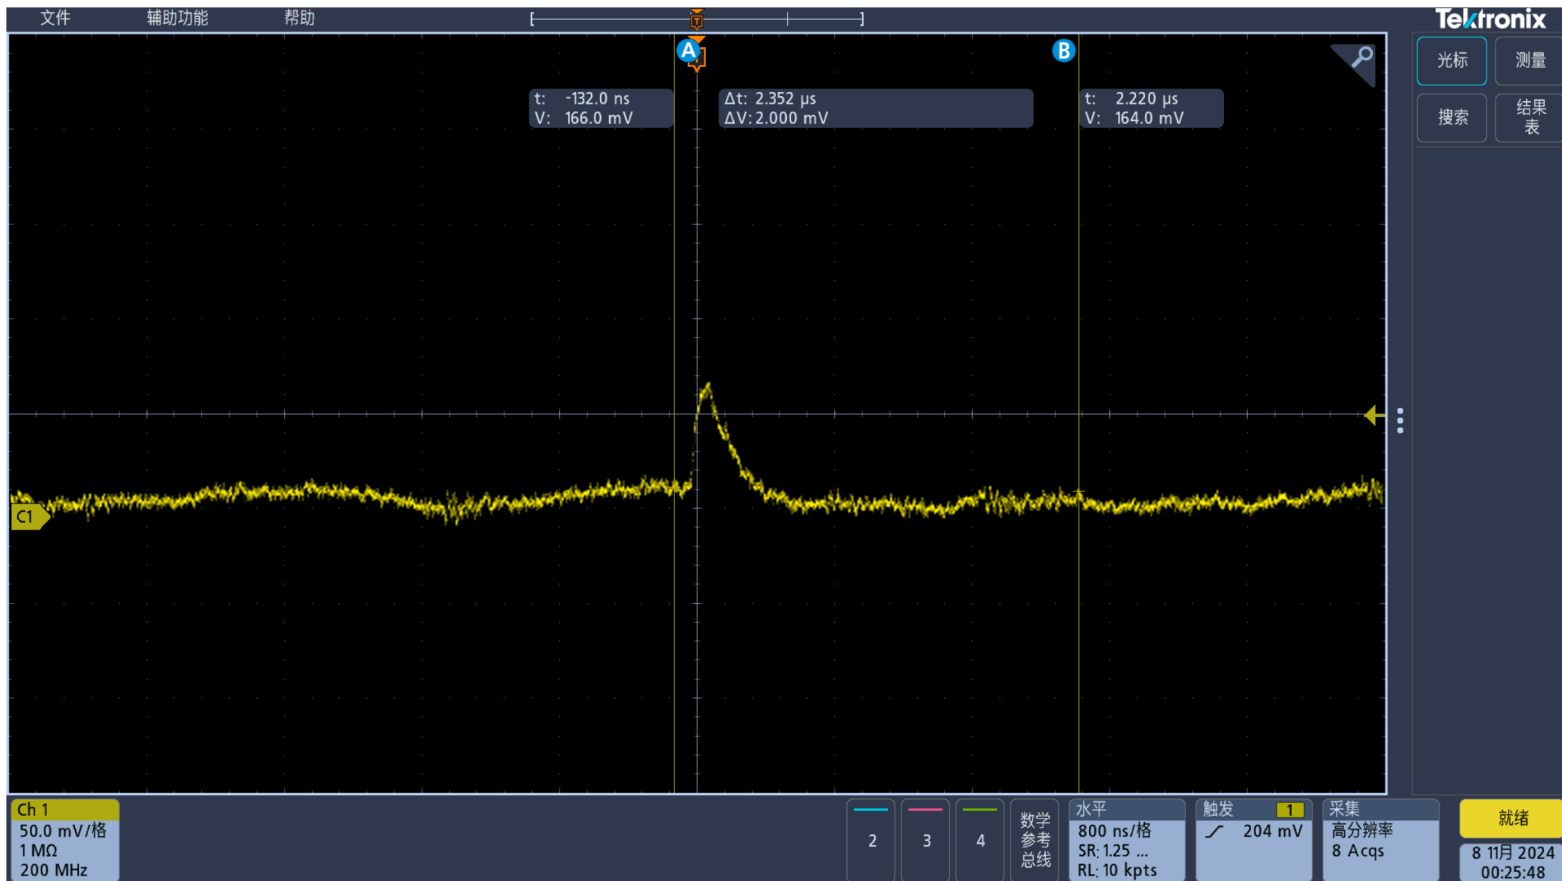 文件 辅助功能 帮助
Tektronix
T
A
B
光标 测量
t: -132.0 ns
V: 166.0 mV
Δt: 2.352 µs
ΔV: 2.000 mV
t: 2.220 µs
V: 164.0 mV
搜索 结果
表
C1
Ch 1
50.0 mV/格
1 MΩ
200 MHz
2
3
4
数学
参考
总线
水平
800 ns/格
SR: 1.25 ...
RL: 10 kpts
触发 1
204 mV
采集
高分辨率
8 Acqs
就绪
8 11月 2024
00:25:48